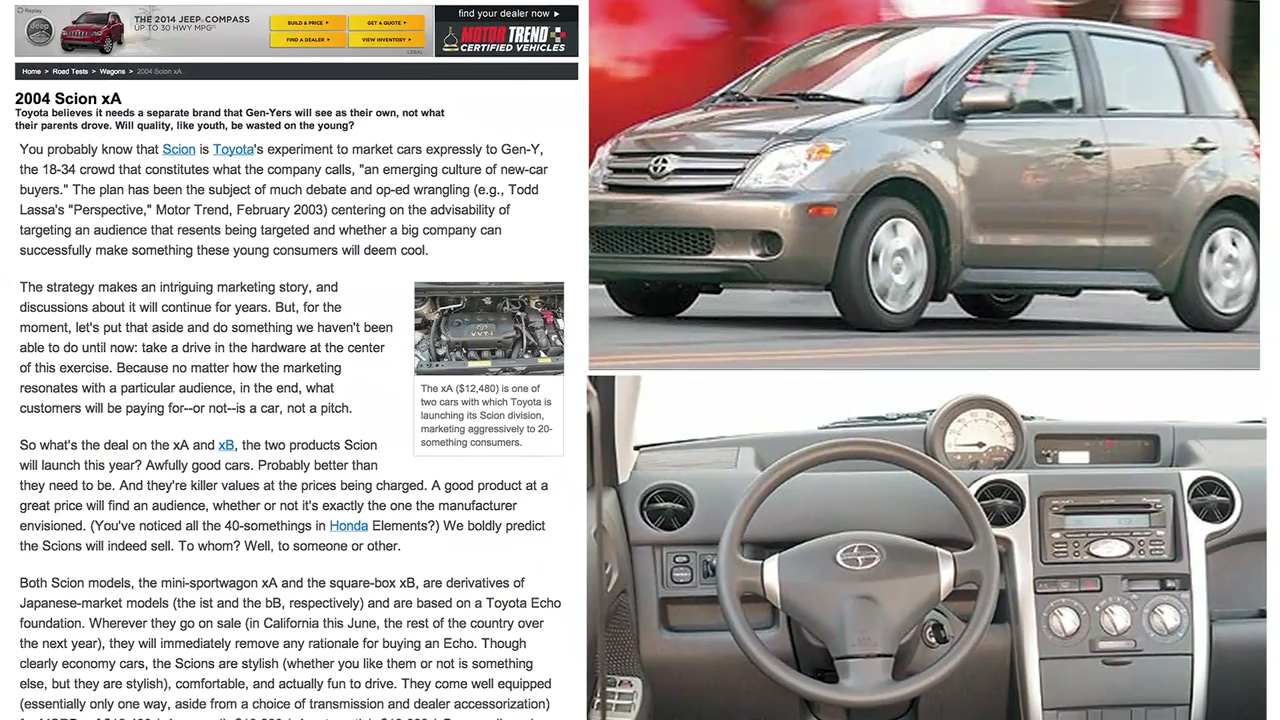 Replay
THE 2014 JEEP COMPASS
UP TO 30 HWY MPG
BUILD & PRICE
GET A QUOTE
FIND A DEALER
VIEW INVENTORY
LEGAL
Jeep
find your dealer now
MOTOR TREND
CERTIFIED VEHICLES
Home > Road Tests > Wagons > 2004 Scion xA
2004 Scion xA
Toyota believes it needs a separate brand that Gen-Yers will see as their own, not what
their parents drove. Will quality, like youth, be wasted on the young?
You probably know that Scion is Toyota's experiment to market cars expressly to Gen-Y,
the 18-34 crowd that constitutes what the company calls, "an emerging culture of new-car
buyers." The plan has been the subject of much debate and op-ed wrangling (e.g., Todd
Lassa's "Perspective," Motor Trend, February 2003) centering on the advisability of
targeting an audience that resents being targeted and whether a big company can
successfully make something these young consumers will deem cool.
The strategy makes an intriguing marketing story, and
discussions about it will continue for years. But, for the
moment, let's put that aside and do something we haven't been
able to do until now: take a drive in the hardware at the center
of this exercise. Because no matter how the marketing
resonates with a particular audience, in the end, what
customers will be paying for--or not--is a car, not a pitch.
VVT-i
The xA ($12,480) is one of
two cars with which Toyota is
launching its Scion division,
marketing aggressively to 20-
something consumers.
So what's the deal on the xA and xB, the two products Scion
will launch this year? Awfully good cars. Probably better than
they need to be. And they're killer values at the prices being charged. A good product at a
great price will find an audience, whether or not it's exactly the one the manufacturer
envisioned. (You've noticed all the 40-somethings in Honda Elements?) We boldly predict
the Scions will indeed sell. To whom? Well, to someone or other.
Both Scion models, the mini-sportwagon xA and the square-box xB, are derivatives of
Japanese-market models (the ist and the bB, respectively) and are based on a Toyota Echo
foundation. Wherever they go on sale (in California this June, the rest of the country over
the next year), they will immediately remove any rationale for buying an Echo. Though
clearly economy cars, the Scions are stylish (whether you like them or not is something
else, but they are stylish), comfortable, and actually fun to drive. They come well equipped
(essentially only one way, aside from a choice of transmission and dealer accessorization)